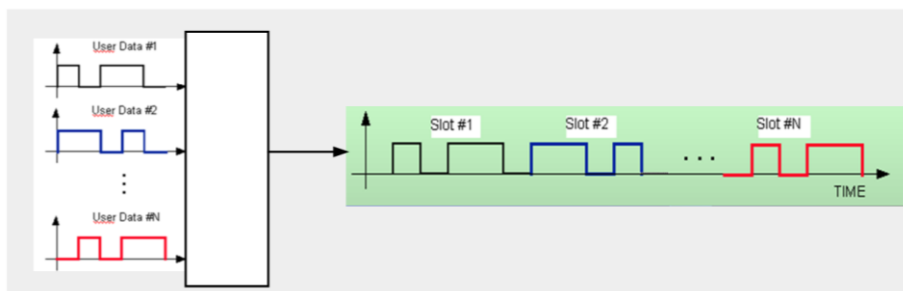 User Data #1
User Data #2
User Data #N
Slot #1
Slot #2
Slot #N
TIME